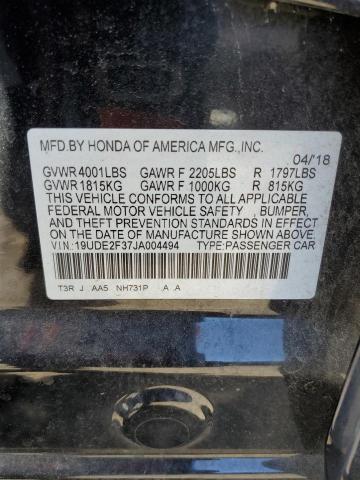 MFD.BY HONDA OF AMERICA MFG.,INC.
04/'18
GVWR 4001LBS GAWR F 2205LBS R 1797LBS
GVWR 1815KG GAWR F 1000KG R 815KG
THIS VEHICLE CONFORMS TO ALL APPLICABLE
FEDERAL MOTOR VEHICLE SAFETY , BUMPER,
AND THEFT PREVENTION STANDARDS IN EFFECT
ON THE DATE OF MANUFACTURE SHOWN ABOVE.
VIN:19UDE2F37JA004494 TYPE:PASSENGER CAR
T3R J AA5 NH731P A A